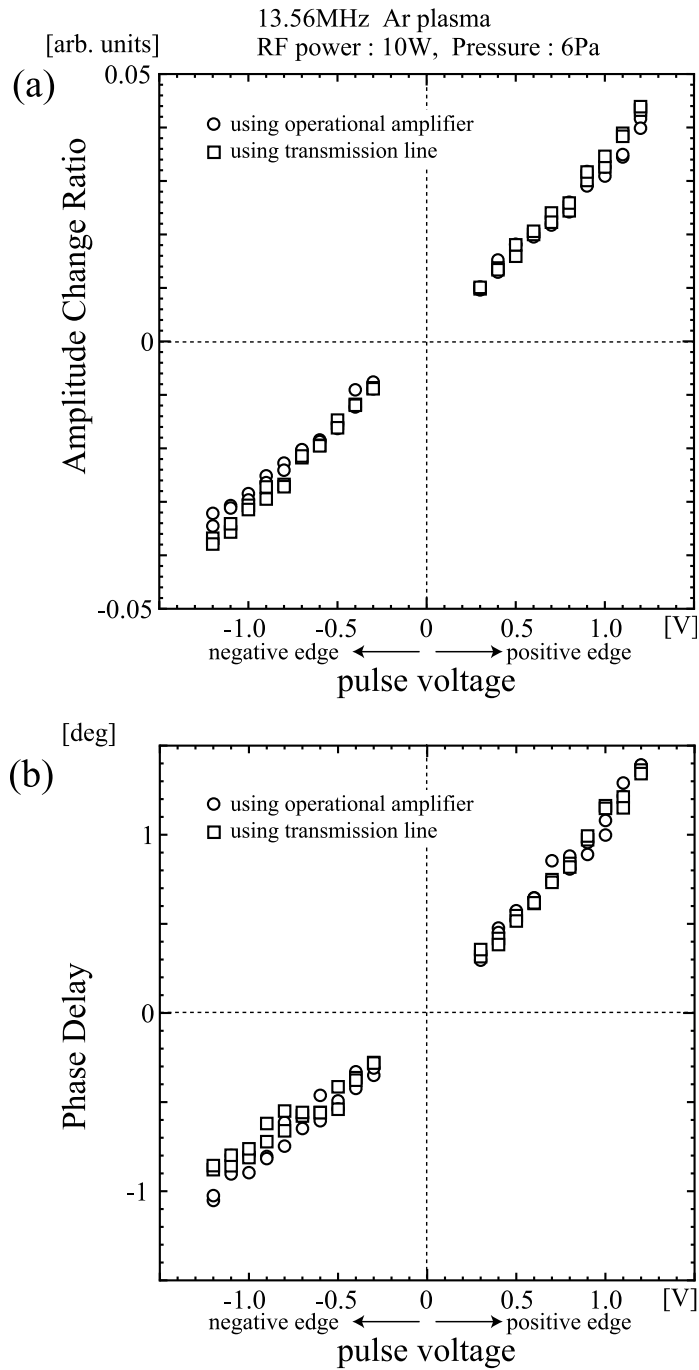 13.56MHz Ar plasma
[arb. units]
RF power : 10W, Pressure : 6Pa
(a)
0.05
using operational amplifier
using transmission line
Amplitude Change Ratio
0
-0.05
-1.0 -0.5 0 0.5 1.0 [V]
negative edge positive edge
pulse voltage
[deg]
(b)
using operational amplifier
using transmission line
1
Phase Delay
0
-1
-1.0 -0.5 0 0.5 1.0 [V]
negative edge positive edge
pulse voltage